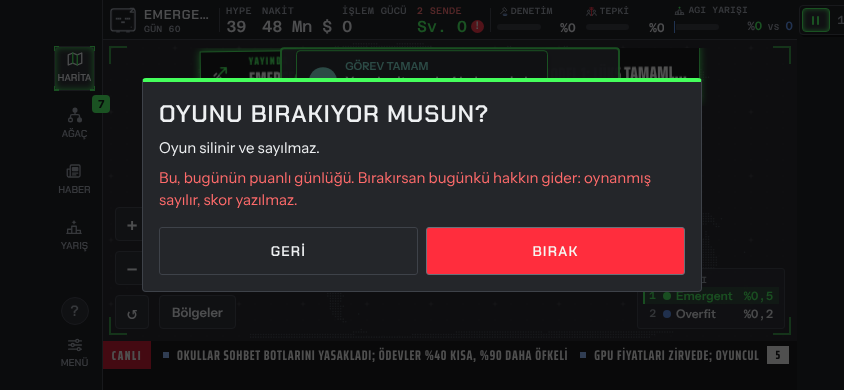 EMERGE...
GÜN 60
HYPE
39
NAKİT
48 Mn $
İŞLEM GÜCÜ
0
2 SENDE
Sv. 0
DENETİM
%0
TEPKİ
%0
AGI YARIŞI
%0 vs 0
HARİTA
7
AĞAÇ
HABER
YARIŞ
?
MENÜ
GÖREV TAMAM
TAMAMI...
OYUNU BIRAKIYOR MUSUN?
Oyun silinir ve sayılmaz.
Bu, bugünün puanlı günlüğü. Bırakırsan bugünkü hakkın gider: oynanmış
sayılır, skor yazılmaz.
GERİ
BIRAK
Bölgeler
1 Emergent %0,5
2 Overfit %0,2
CANLI
OKULLAR SOHBET BOTLARINI YASAKLADI; ÖDEVLER %40 KISA, %90 DAHA ÖFKELİ
GPU FİYATLARI ZİRVEDE; OYUNCUL
5